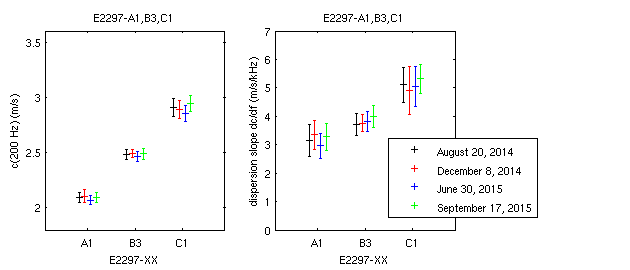 E2297-A1,B3,C1
3.5
3
2.5
2
c(200 Hz) (m/s)
A1
B3
C1
E2297-XX
E2297-A1,B3,C1
7
6
5
4
3
2
1
0
dispersion slope dc/df (m/s/kHz)
A1
B3
C1
E2297-XX
August 20, 2014
December 8, 2014
June 30, 2015
September 17, 2015